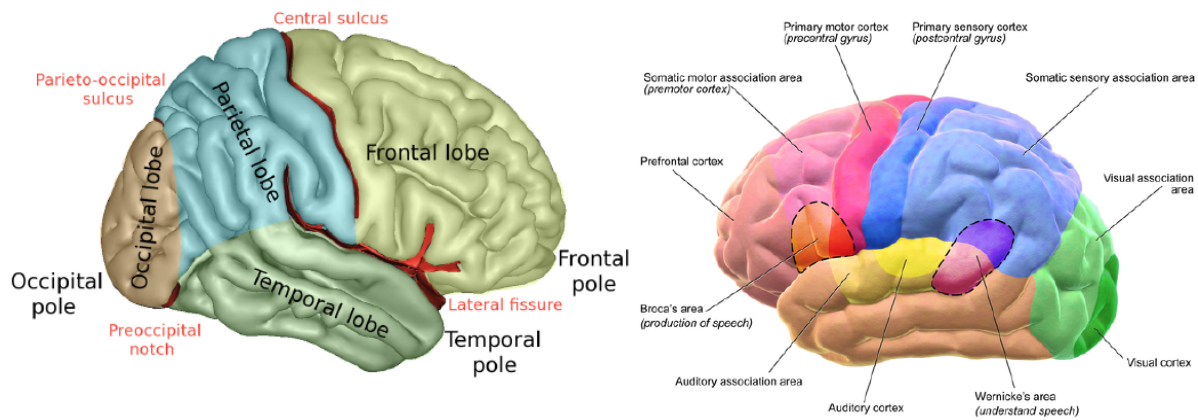 Central sulcus
Parieto-occipital
sulcus
Parietal lobe
Frontal lobe
Occipital lobe
Occipital
pole
Temporal lobe
Frontal
pole
Lateral fissure
Preoccipital
notch
Temporal
pole
Primary motor cortex
(precentral gyrus)
Primary sensory cortex
(postcentral gyrus)
Somatic motor association area
(premotor cortex)
Somatic sensory association area
Prefrontal cortex
Visual association
area
Broca's area
(production of speech)
Auditory association area
Auditory cortex
Wernicke's area
(understand speech)
Visual cortex